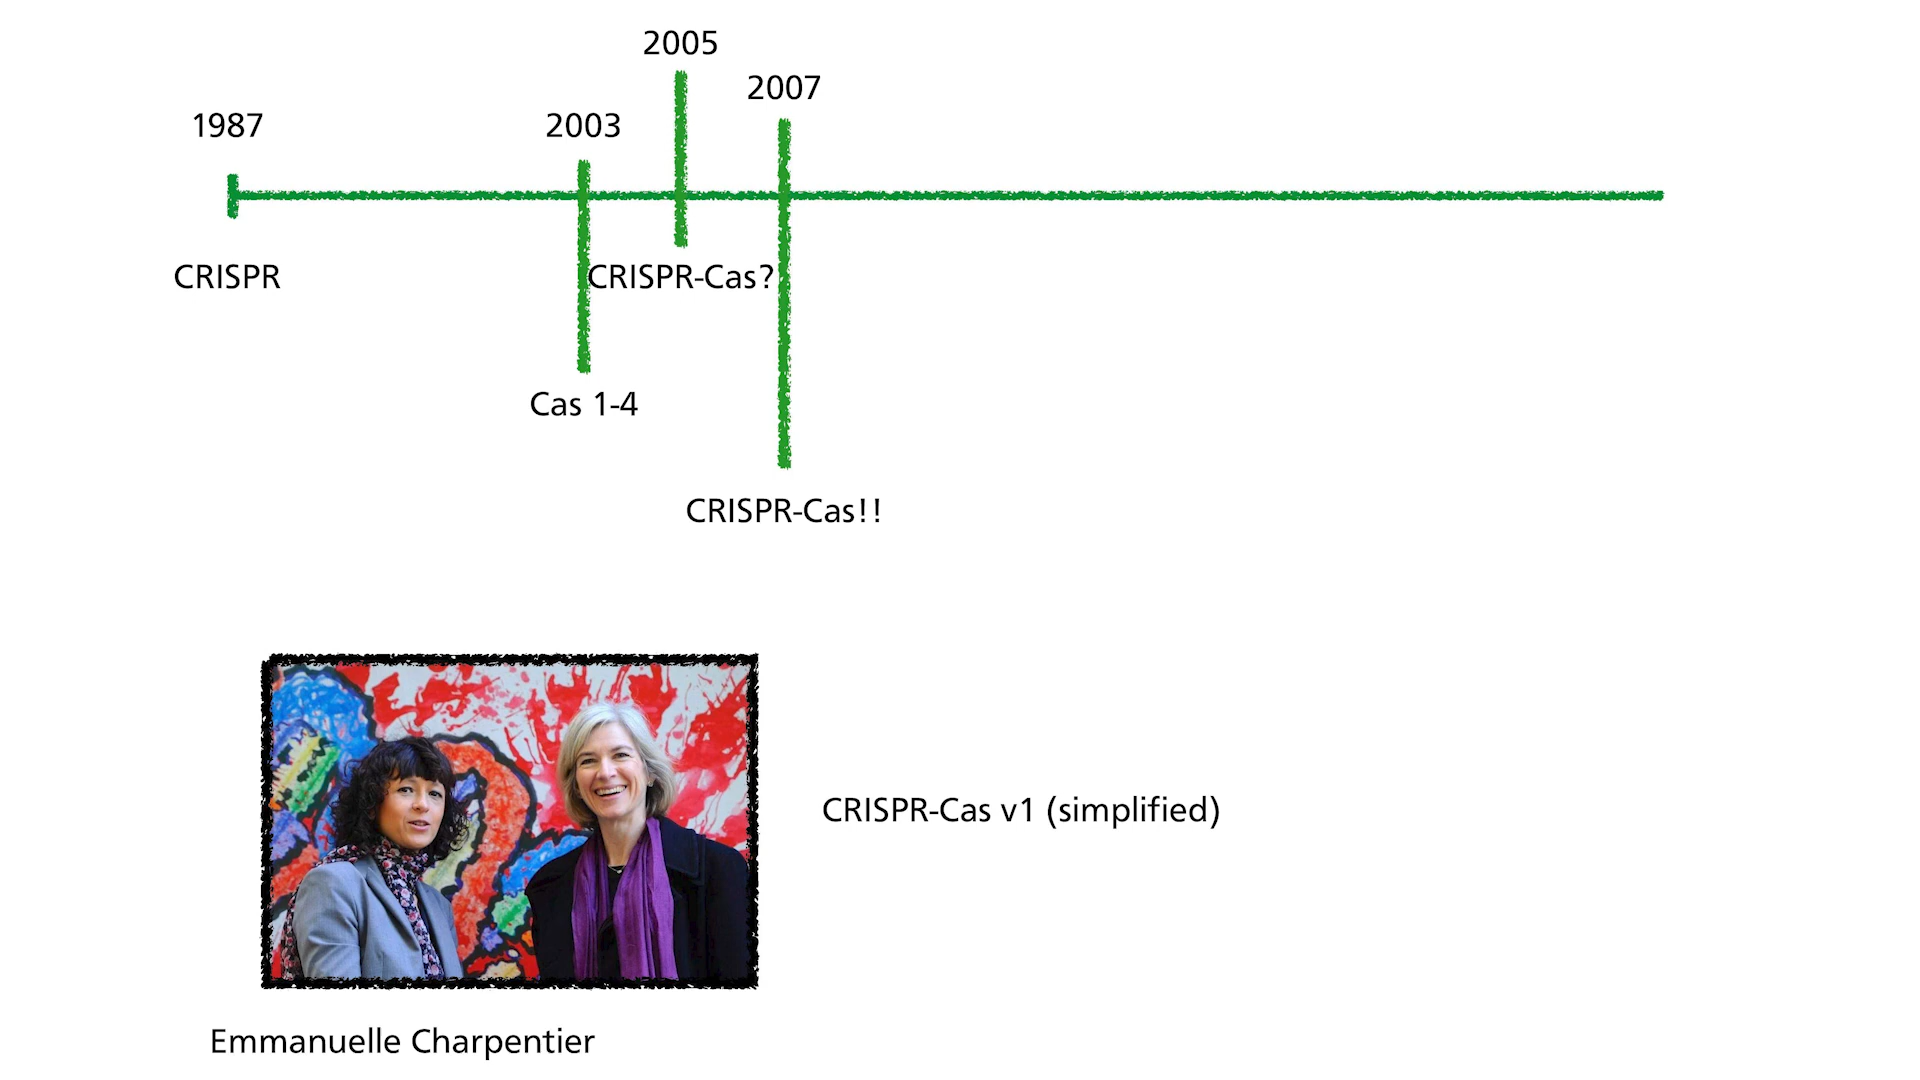 2005
2007
1987
2003
CRISPR
CRISPR-Cas?
Cas 1-4
CRISPR-Cas!!
CRISPR-Cas v1 (simplified)
Emmanuelle Charpentier